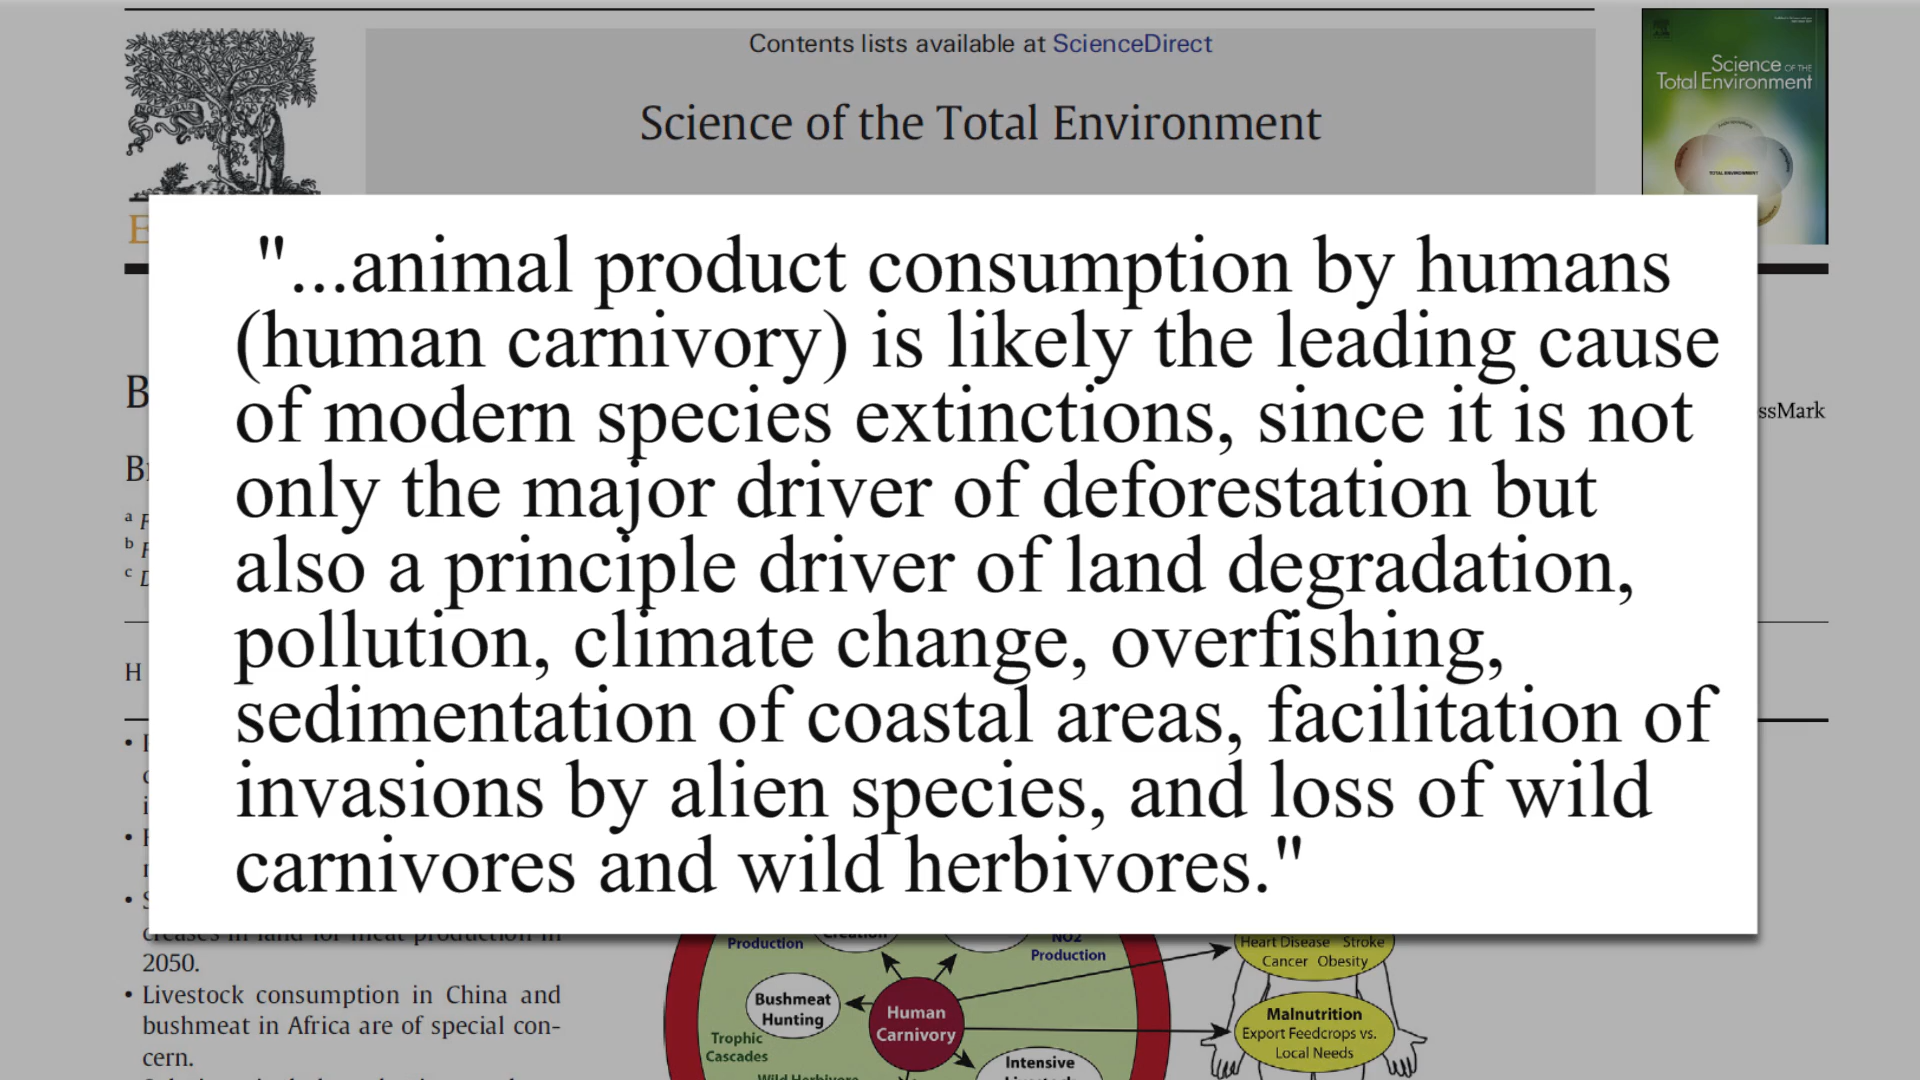 Contents lists available at ScienceDirect
Science of the Total Environment
Science OF THE
Total Environment
TOTAL ENVIRONMENT
"...animal product consumption by humans
(human carnivory) is likely the leading cause
of modern species extinctions, since it is not
only the major driver of deforestation but
also a principle driver of land degradation,
pollution, climate change, overfishing,
sedimentation of coastal areas, facilitation of
invasions by alien species, and loss of wild
carnivores and wild herbivores."
ssMark
2050.
• Livestock consumption in China and
bushmeat in Africa are of special con-
cern.
Production
NO2
Production
Bushmeat
Hunting
Human
Carnivory
Trophic
Cascades
Intensive
Heart Disease Stroke
Cancer Obesity
Malnutrition
Export Feedcrops vs.
Local Needs